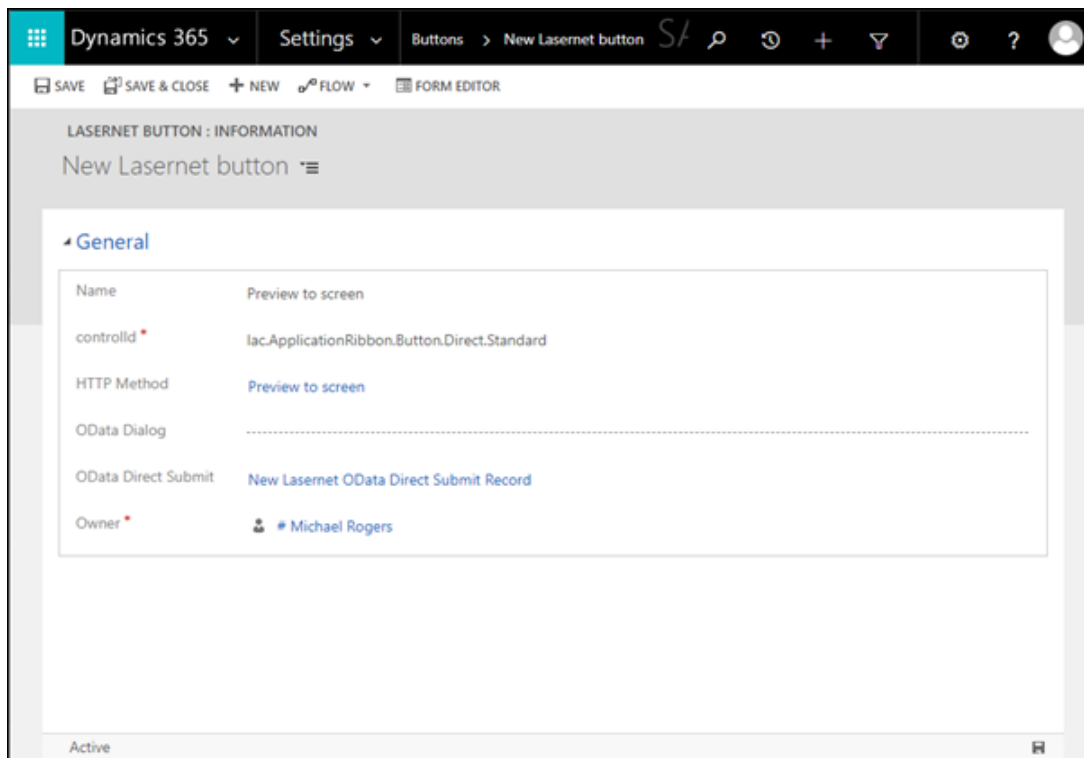 Dynamics 365 Settings Buttons > New Lasernet button SA ?
SAVE SAVE & CLOSE + NEW FLOW FORM EDITOR
LASERNET BUTTON : INFORMATION
New Lasernet button
General
Name Preview to screen
controlId * lac.ApplicationRibbon.Button.Direct.Standard
HTTP Method Preview to screen
OData Dialog
OData Direct Submit New Lasernet OData Direct Submit Record
Owner * # Michael Rogers
Active